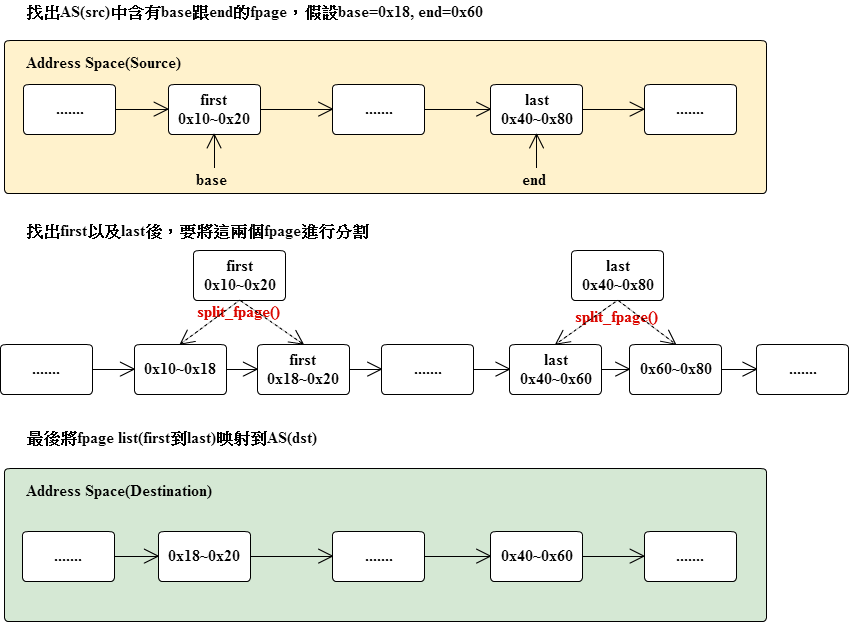 找出AS(src)中含有base跟end的fpage，假設base=0x18, end=0x60
Address Space(Source)
.......
first
0x10~0x20
.......
last
0x40~0x80
.......
base
end
找出first以及last後，要將這兩個fpage進行分割
first
0x10~0x20
last
0x40~0x80
split_fpage()
split_fpage()
.......
0x10~0x18
first
0x18~0x20
.......
last
0x40~0x60
0x60~0x80
.......
最後將fpage list(first到last)映射到AS(dst)
Address Space(Destination)
.......
0x18~0x20
.......
0x40~0x60
.......